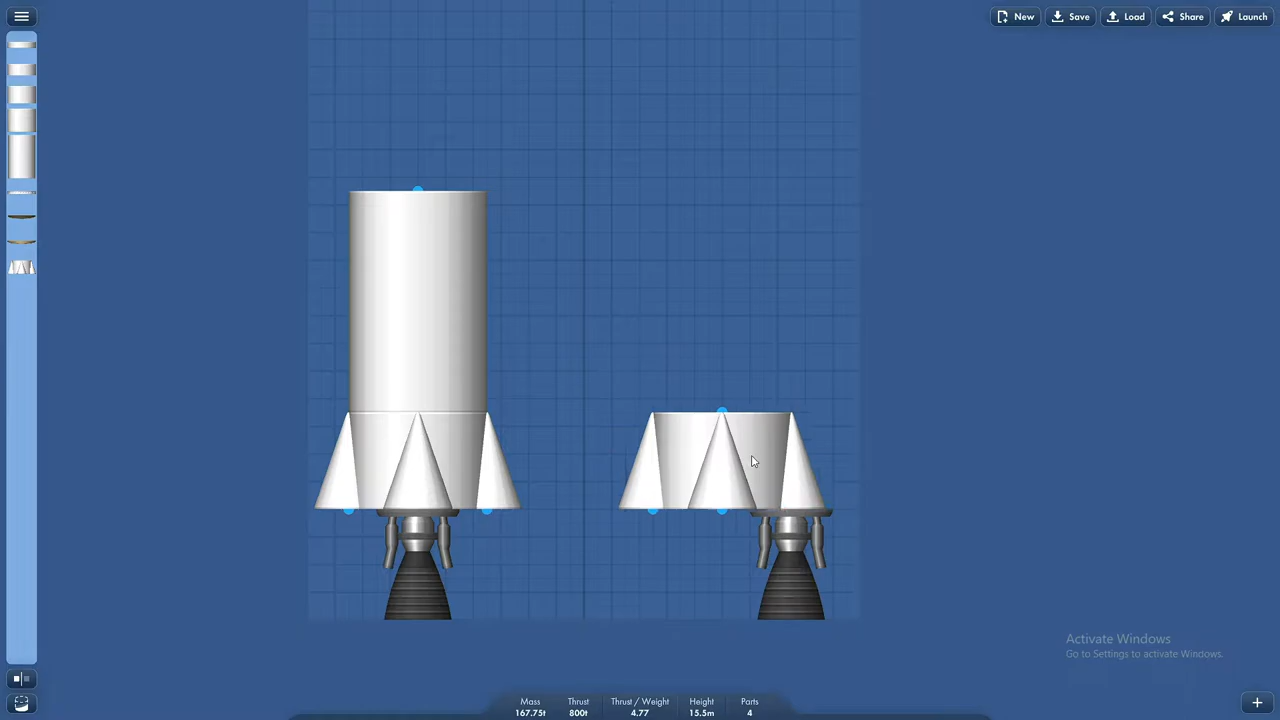 New
Save
Load
Share
Launch
Activate Windows
Go to Settings to activate Windows.
Mass Thrust Thrust / Weight Height Parts
167.75t 800t 4.77 15.5m 4